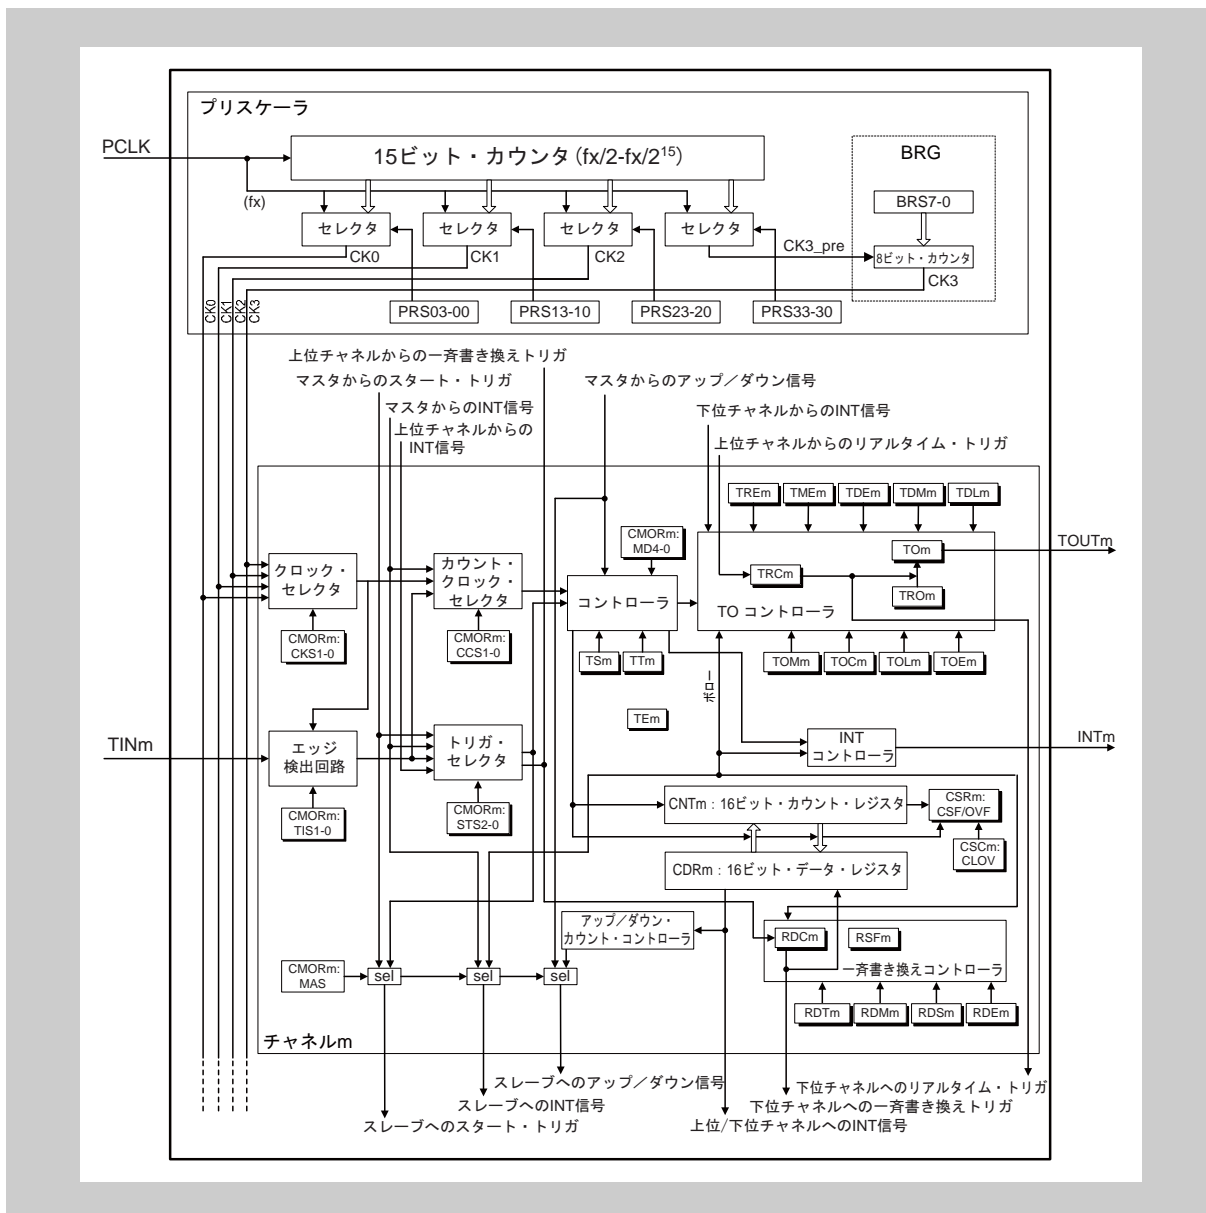 プリスケーラ
PCLK
15ビット・カウンタ (fx/2-fx/2¹⁵)
BRG
BRS7-0
(fx)
セレクタ
セレクタ
セレクタ
セレクタ
CK3_pre
8ビット・カウンタ
CK0
CK1
CK2
CK3
CK0
CK1
CK2
CK3
PRS03-00
PRS13-10
PRS23-20
PRS33-30
上位チャネルからの一斉書き換えトリガ
マスタからのスタート・トリガ
マスタからのアップ／ダウン信号
マスタからのINT信号
下位チャネルからのINT信号
上位チャネルからの
INT信号
上位チャネルからのリアルタイム・トリガ
TREm
TMEm
TDEm
TDMm
TDLm
CMORm:
MD4-0
TOm
TOUTm
クロック・
セレクタ
カウント・
クロック・
セレクタ
コントローラ
TRCm
TROm
TO コントローラ
CMORm:
CKS1-0
CMORm:
CCS1-0
TSm
TTm
TOMm
TOCm
TOLm
TOEm
ボロー
TEm
TINm
エッジ
検出回路
トリガ・
セレクタ
INT
コントローラ
INTm
CMORm:
TIS1-0
CMORm:
STS2-0
CNTm : 16ビット・カウント・レジスタ
CSRm:
CSF/OVF
CSCm:
CLOV
CDRm : 16ビット・データ・レジスタ
アップ／ダウン・
カウント・コントローラ
RDCm
RSFm
一斉書き換えコントローラ
CMORm:
MAS
sel
sel
sel
RDTm
RDMm
RDSm
RDEm
チャネルm
スレーブへのアップ／ダウン信号
下位チャネルへのリアルタイム・トリガ
スレーブへのINT信号
下位チャネルへの一斉書き換えトリガ
スレーブへのスタート・トリガ
上位/下位チャネルへのINT信号